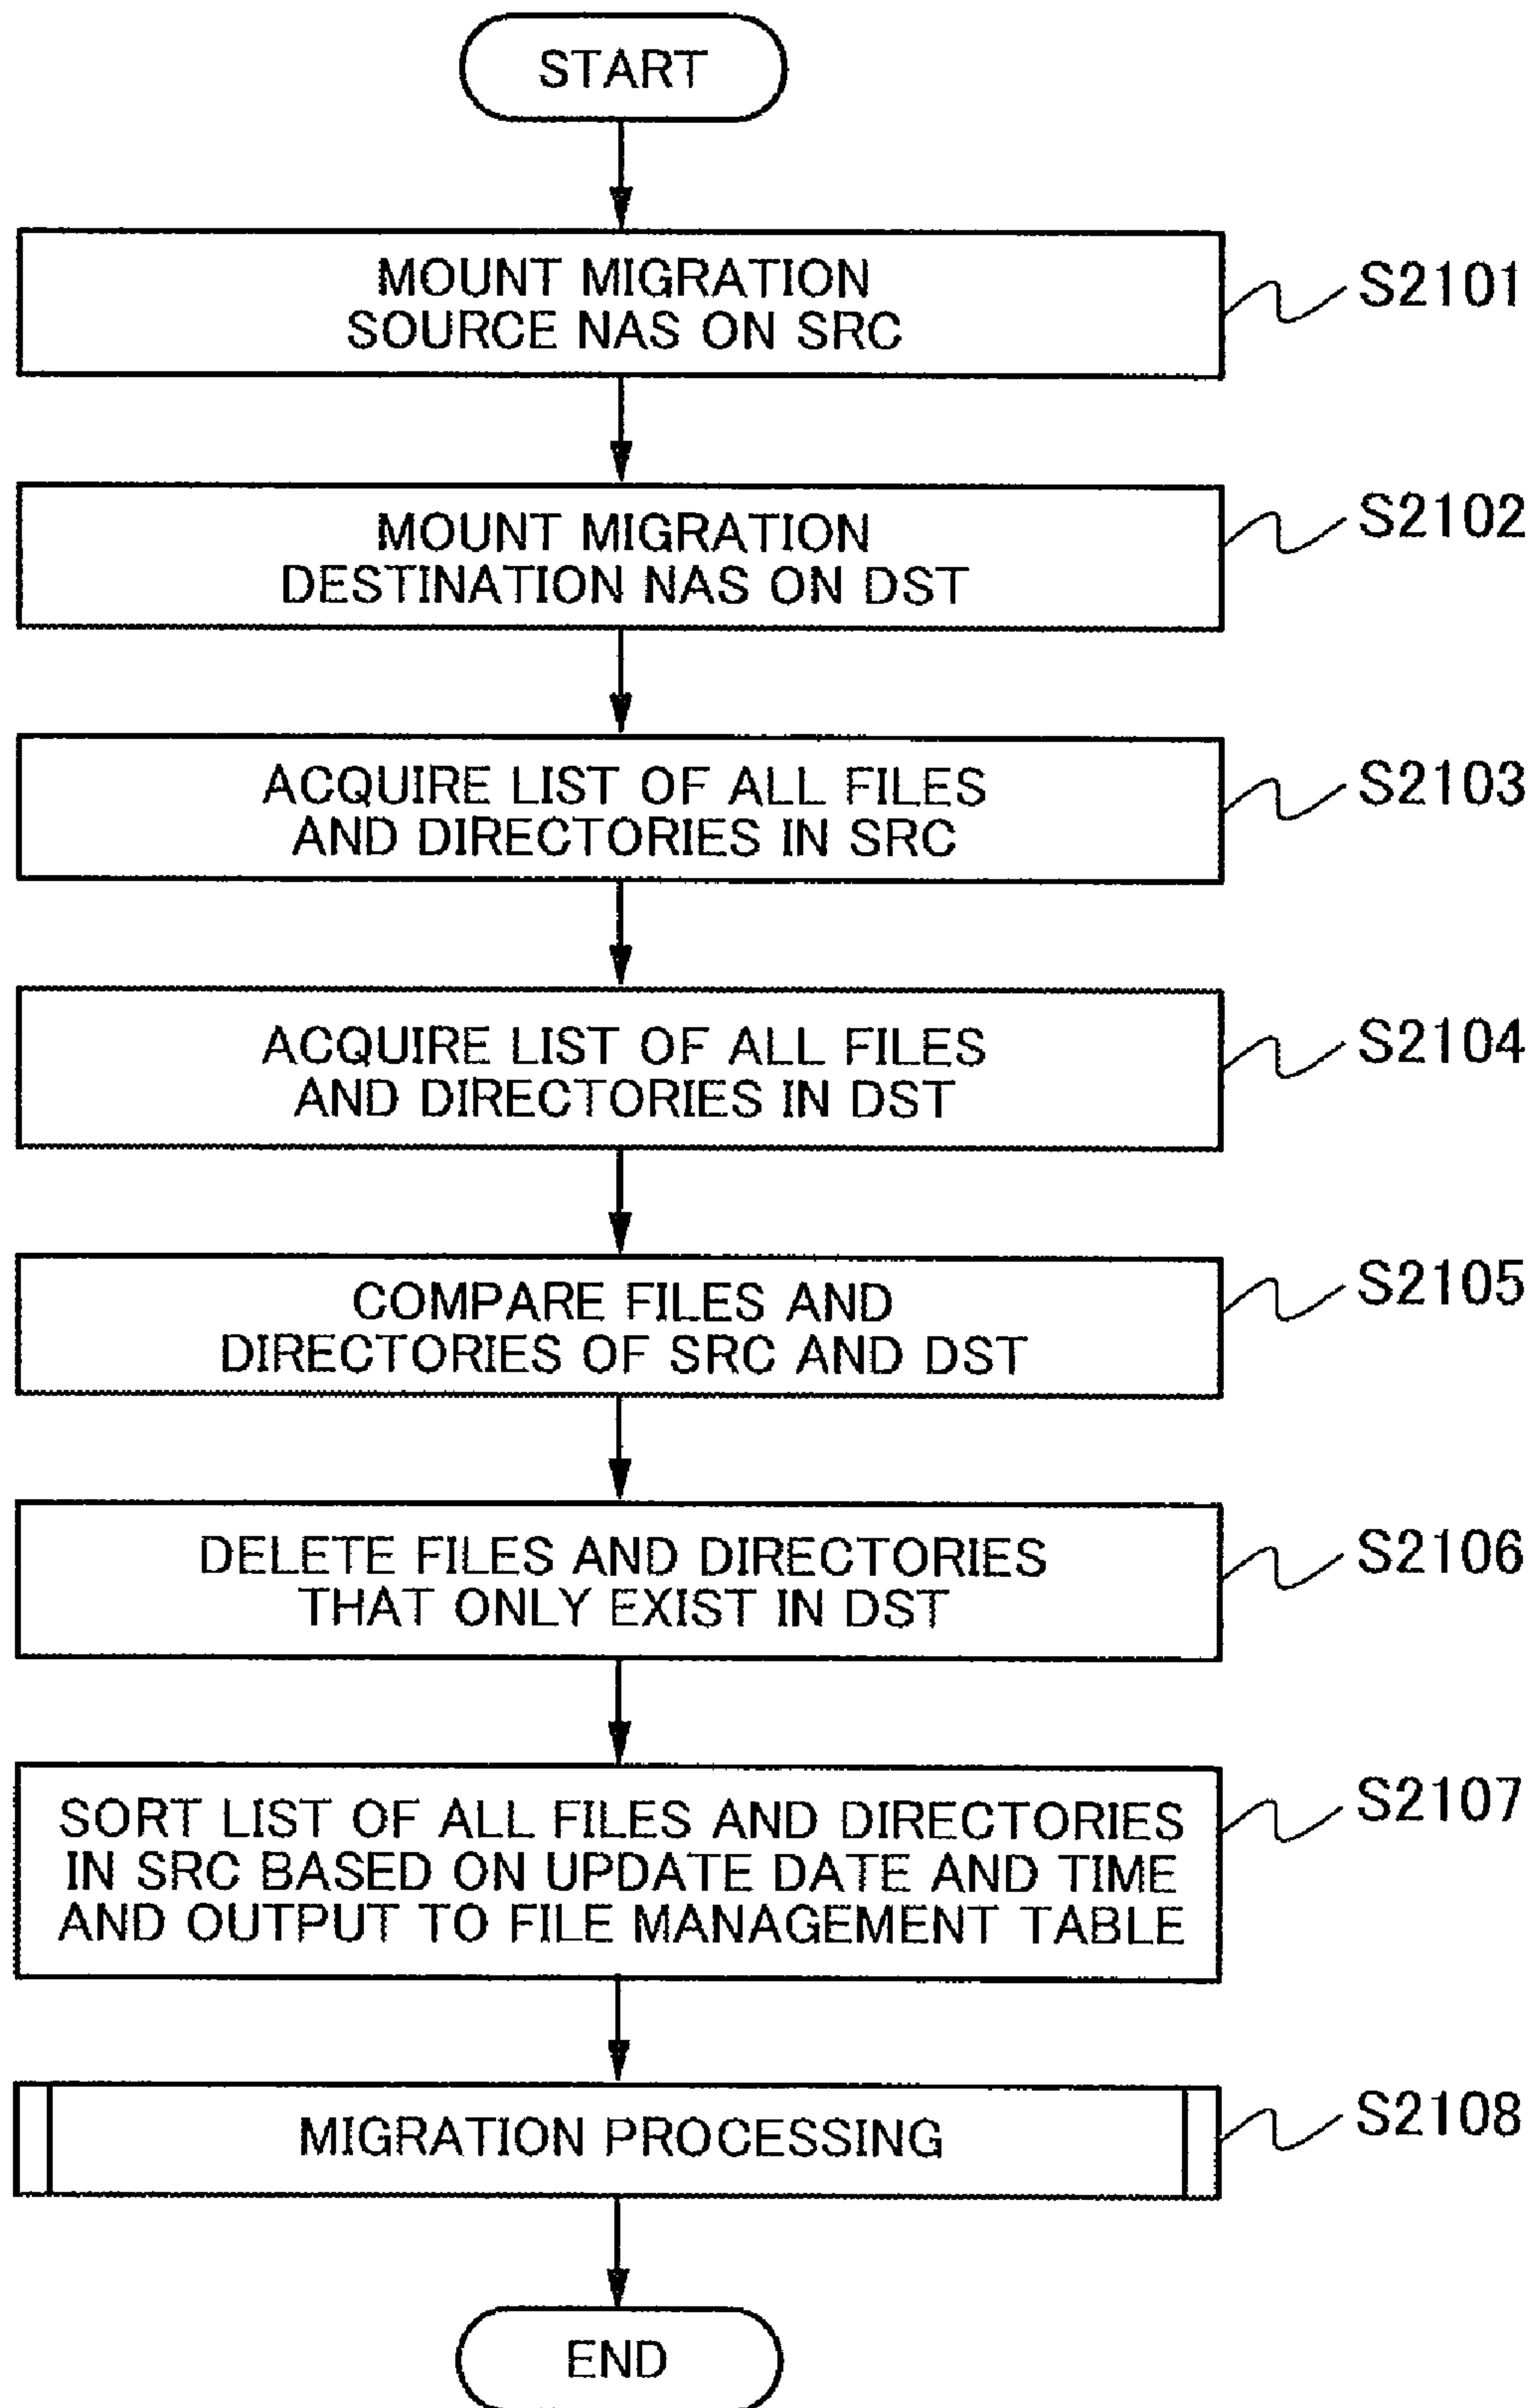 START
MOUNT MIGRATION
SOURCE NAS ON SRC
S2101
MOUNT MIGRATION
DESTINATION NAS ON DST
S2102
ACQUIRE LIST OF ALL FILES
AND DIRECTORIES IN SRC
S2103
ACQUIRE LIST OF ALL FILES
AND DIRECTORIES IN DST
S2104
COMPARE FILES AND
DIRECTORIES OF SRC AND DST
S2105
DELETE FILES AND DIRECTORIES
THAT ONLY EXIST IN DST
S2106
SORT LIST OF ALL FILES AND DIRECTORIES
IN SRC BASED ON UPDATE DATE AND TIME
AND OUTPUT TO FILE MANAGEMENT TABLE
S2107
MIGRATION PROCESSING
S2108
END